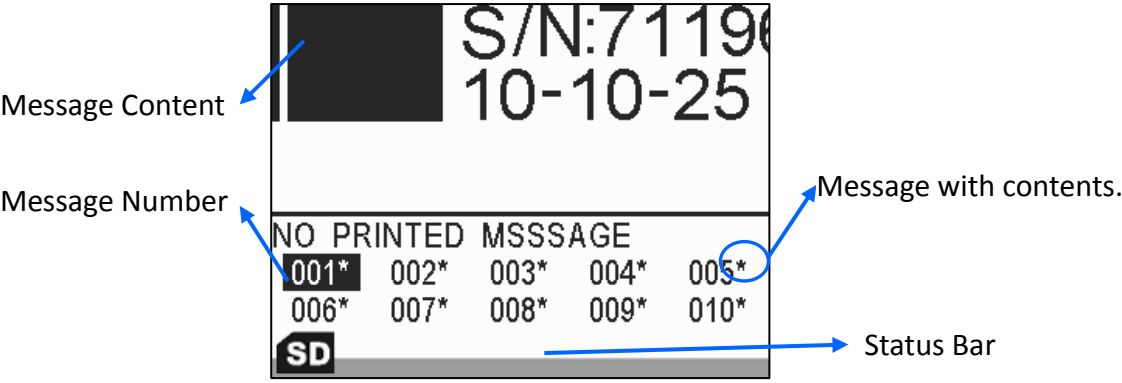 S/N:7119
10-10-25
Message Content
Message Number
Message with contents.
NO PRINTED MSSSAGE
001* 002* 003* 004* 005*
006* 007* 008* 009* 010*
SD
Status Bar